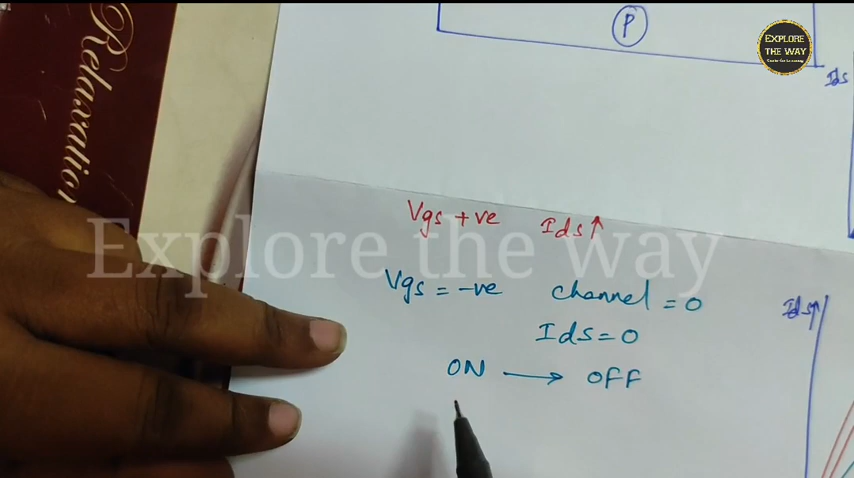 P
EXPLORE
THE WAY
Ids
Relaxation
Vgs +ve Ids↑
Explore the way
Vgs = -ve channel = 0
Ids↑
Ids = 0
ON → OFF